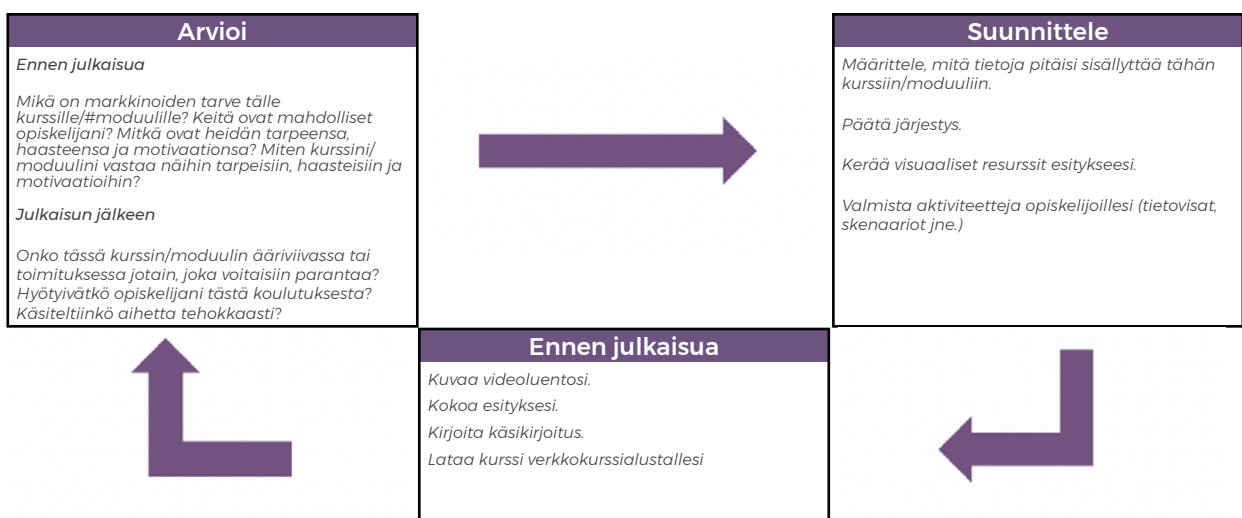 Arvioi
Ennen julkaisua
Mikä on markkinoiden tarve tälle
kurssille/#moduulille? Keitä ovat mahdolliset
opiskelijani? Mitkä ovat heidän tarpeensa,
haasteensa ja motivaationsa? Miten kurssini/
moduulini vastaa näihin tarpeisiin, haasteisiin ja
motivaatioihin?
Julkaisun jälkeen
Onko tässä kurssin/moduulin ääriviivassa tai
toimituksessa jotain, joka voitaisiin parantaa?
Hyötyivätkö opiskelijani tästä koulutuksesta?
Käsiteltiinkö aihetta tehokkaasti?
Suunnittele
Määrittele, mitä tietoja pitäisi sisällyttää tähän
kurssiin/moduuliin.
Päätä järjestys.
Kerää visuaaliset resurssit esitykseesi.
Valmista aktiviteetteja opiskelijoillesi (tietovisat,
skenaariot jne.)
Ennen julkaisua
Kuvaa videoluentosi.
Kokoa esityksesi.
Kirjoita käsikirjoitus.
Lataa kurssi verkkokurssialustallesi